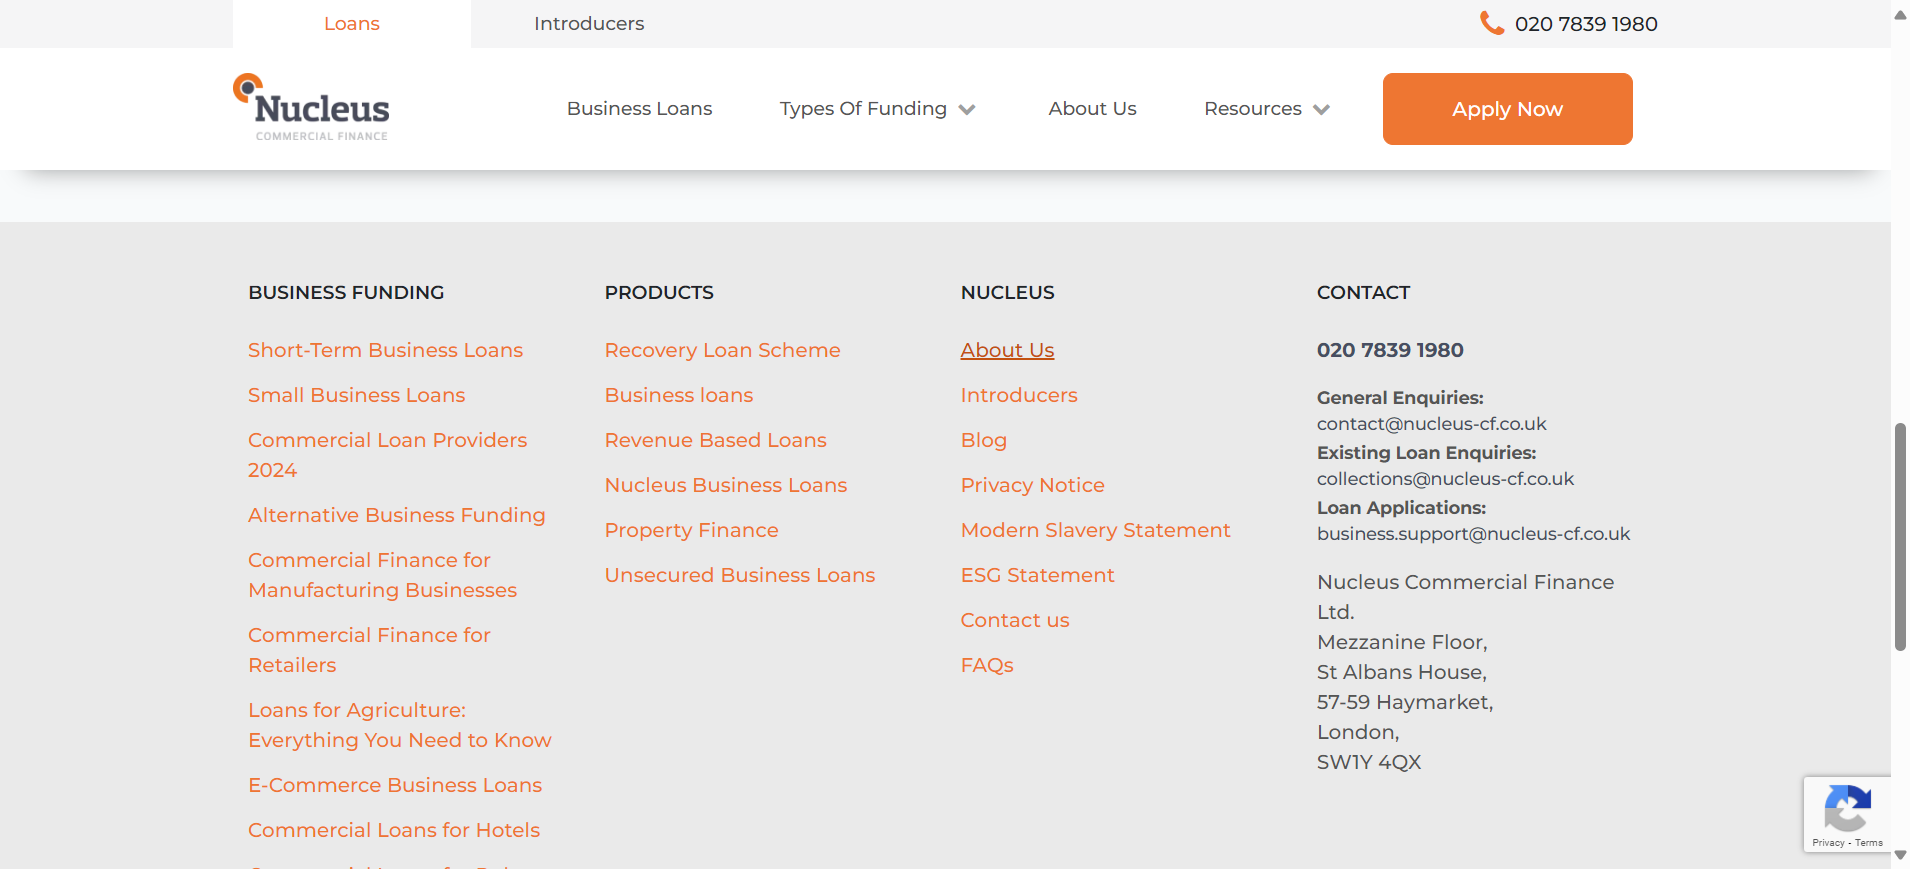 Loans
Introducers
020 7839 1980
Nucleus
COMMERCIAL FINANCE
Business Loans
Types Of Funding
About Us
Resources
Apply Now
BUSINESS FUNDING
Short-Term Business Loans
Small Business Loans
Commercial Loan Providers
2024
Alternative Business Funding
Commercial Finance for
Manufacturing Businesses
Commercial Finance for
Retailers
Loans for Agriculture:
Everything You Need to Know
E-Commerce Business Loans
Commercial Loans for Hotels
PRODUCTS
Recovery Loan Scheme
Business loans
Revenue Based Loans
Nucleus Business Loans
Property Finance
Unsecured Business Loans
NUCLEUS
About Us
Introducers
Blog
Privacy Notice
Modern Slavery Statement
ESG Statement
Contact us
FAQs
CONTACT
020 7839 1980
General Enquiries:
contact@nucleus-cf.co.uk
Existing Loan Enquiries:
collections@nucleus-cf.co.uk
Loan Applications:
business.support@nucleus-cf.co.uk
Nucleus Commercial Finance
Ltd.
Mezzanine Floor,
St Albans House,
57-59 Haymarket,
London,
SW1Y 4QX
Privacy - Terms